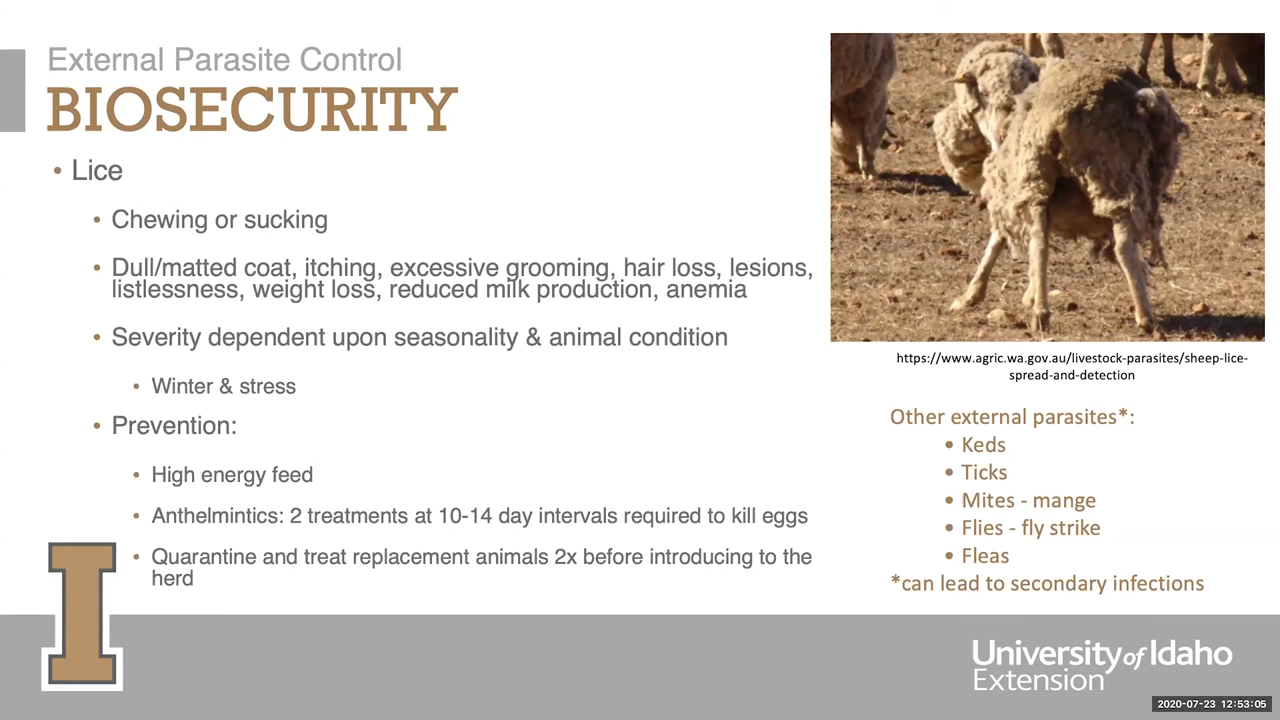 External Parasite Control
BIOSECURITY
• Lice
• Chewing or sucking
• Dull/matted coat, itching, excessive grooming, hair loss, lesions,
listlessness, weight loss, reduced milk production, anemia
• Severity dependent upon seasonality & animal condition
• Winter & stress
• Prevention:
• High energy feed
• Anthelmintics: 2 treatments at 10-14 day intervals required to kill eggs
• Quarantine and treat replacement animals 2x before introducing to the
herd
https://www.agric.wa.gov.au/livestock-parasites/sheep-lice-
spread-and-detection
Other external parasites*:
• Keds
• Ticks
• Mites - mange
• Flies - fly strike
• Fleas
*can lead to secondary infections
I
University of Idaho
Extension
2020-07-23 12:53:05